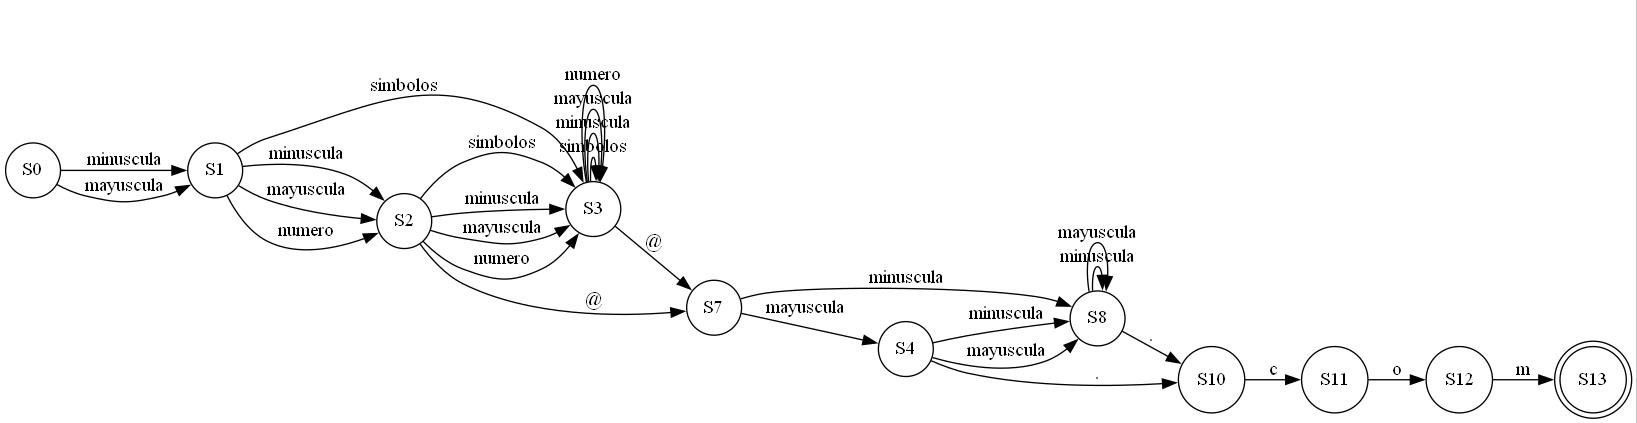 numero
mayuscula
minuscula
simbolos
simbolos
simbolos
S0
minuscula
mayuscula
S1
minuscula
mayuscula
numero
S2
minuscula
mayuscula
numero
@
S3
@
S7
minuscula
mayuscula
S4
minuscula
mayuscula
.
mayuscula
minuscula
S8
.
S10
c
S11
o
S12
m
S13